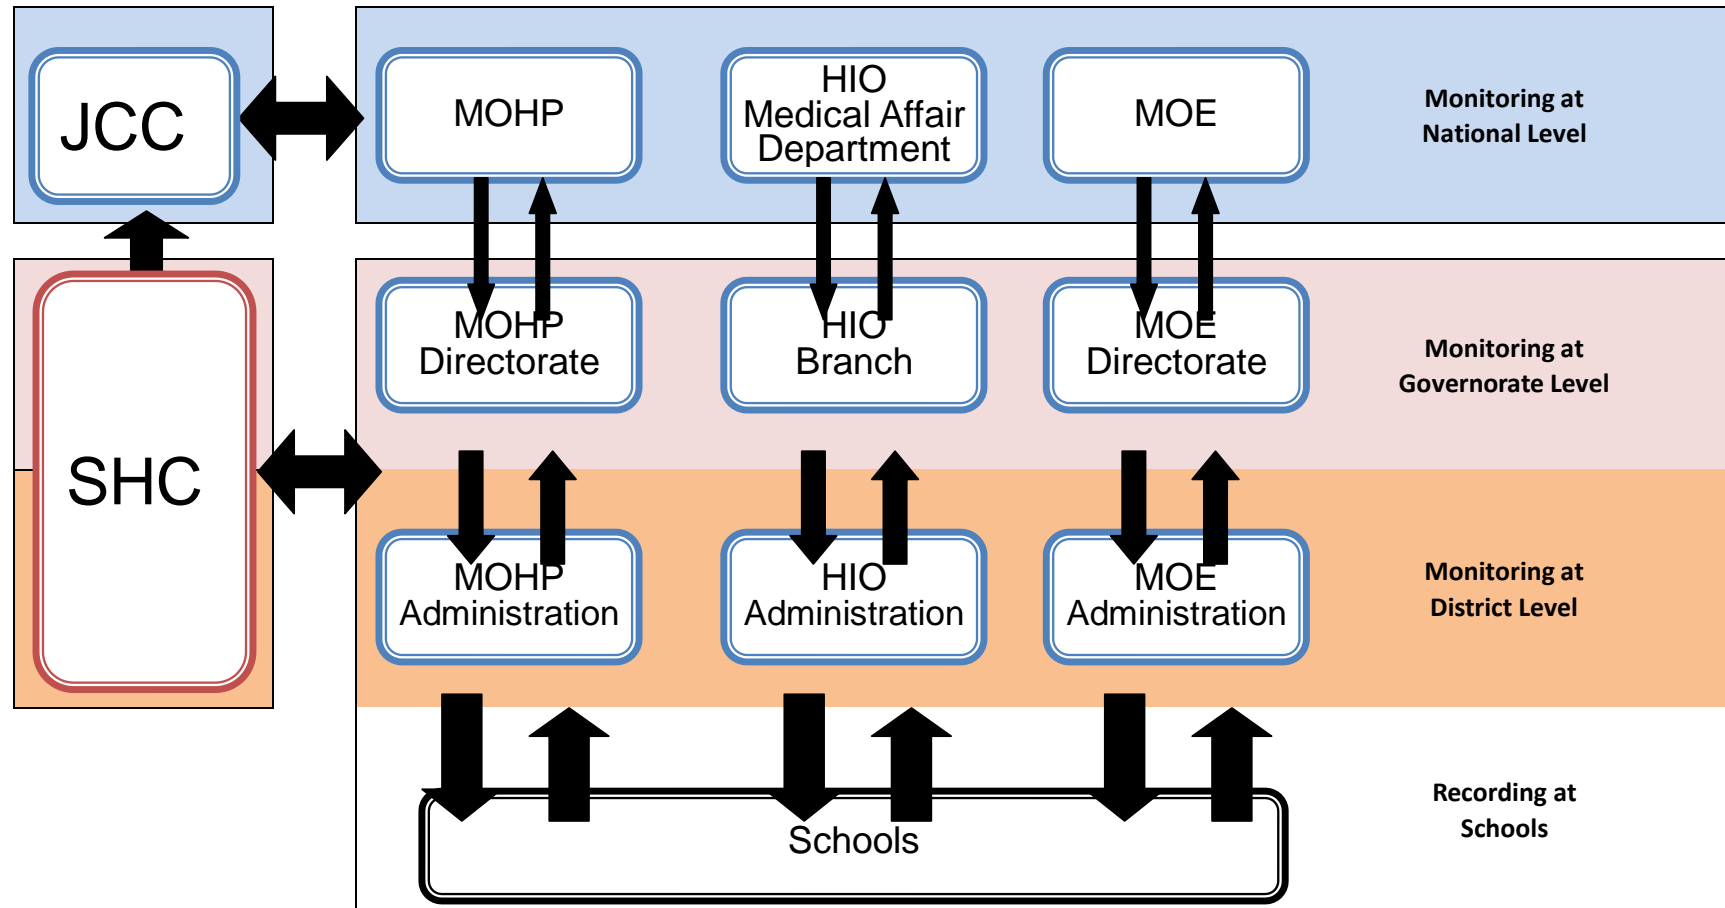 JCC
MOHP
HIO
Medical Affair
Department
MOE
Monitoring at
National Level
SHC
MOHP
Directorate
HIO
Branch
MOE
Directorate
Monitoring at
Governorate Level
MOHP
Administration
HIO
Administration
MOE
Administration
Monitoring at
District Level
Schools
Recording at
Schools